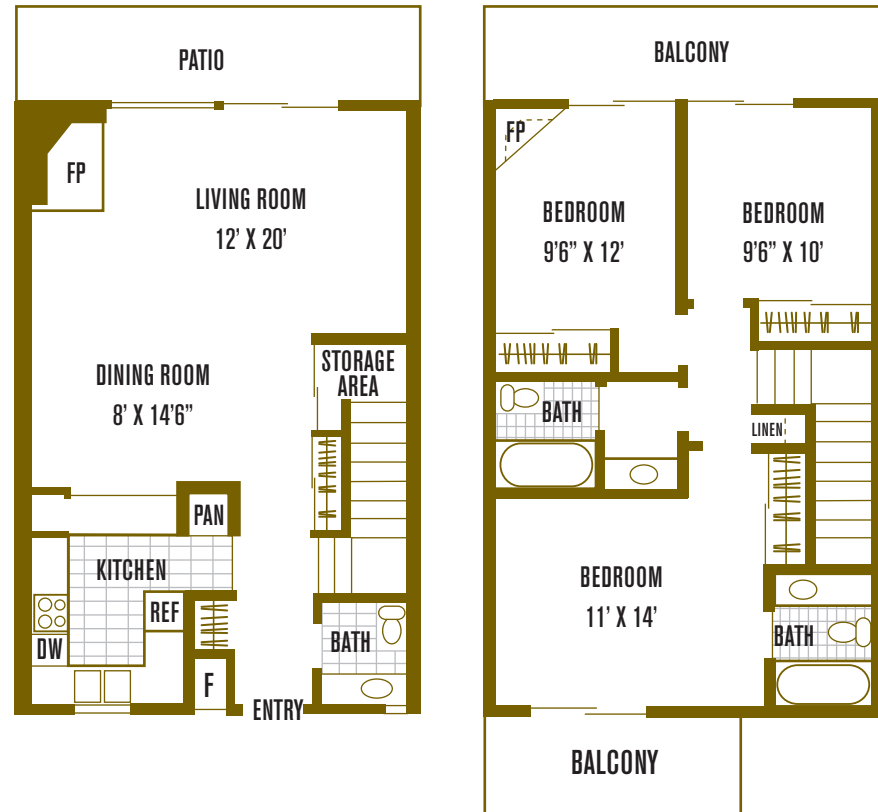 PATIO
FP
LIVING ROOM
12’ X 20’
DINING ROOM
8’ X 14’6”
STORAGE
AREA
PAN
KITCHEN
REF
DW
BATH
F
ENTRY
BALCONY
FP
BEDROOM
9’6” X 12’
BEDROOM
9’6” X 10’
BATH
LINEN
BEDROOM
11’ X 14’
BATH
BALCONY